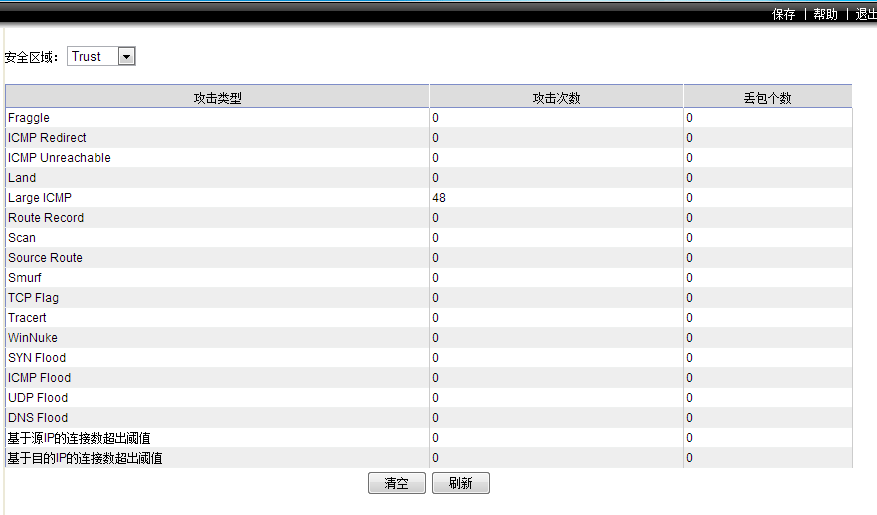 保存 | 帮助 | 退出
安全区域： Trust
攻击类型 攻击次数 丢包个数
Fraggle 0 0
ICMP Redirect 0 0
ICMP Unreachable 0 0
Land 0 0
Large ICMP 48 0
Route Record 0 0
Scan 0 0
Source Route 0 0
Smurf 0 0
TCP Flag 0 0
Tracert 0 0
WinNuke 0 0
SYN Flood 0 0
ICMP Flood 0 0
UDP Flood 0 0
DNS Flood 0 0
基于源IP的连接数超出阈值 0 0
基于目的IP的连接数超出阈值 0 0
清空 刷新